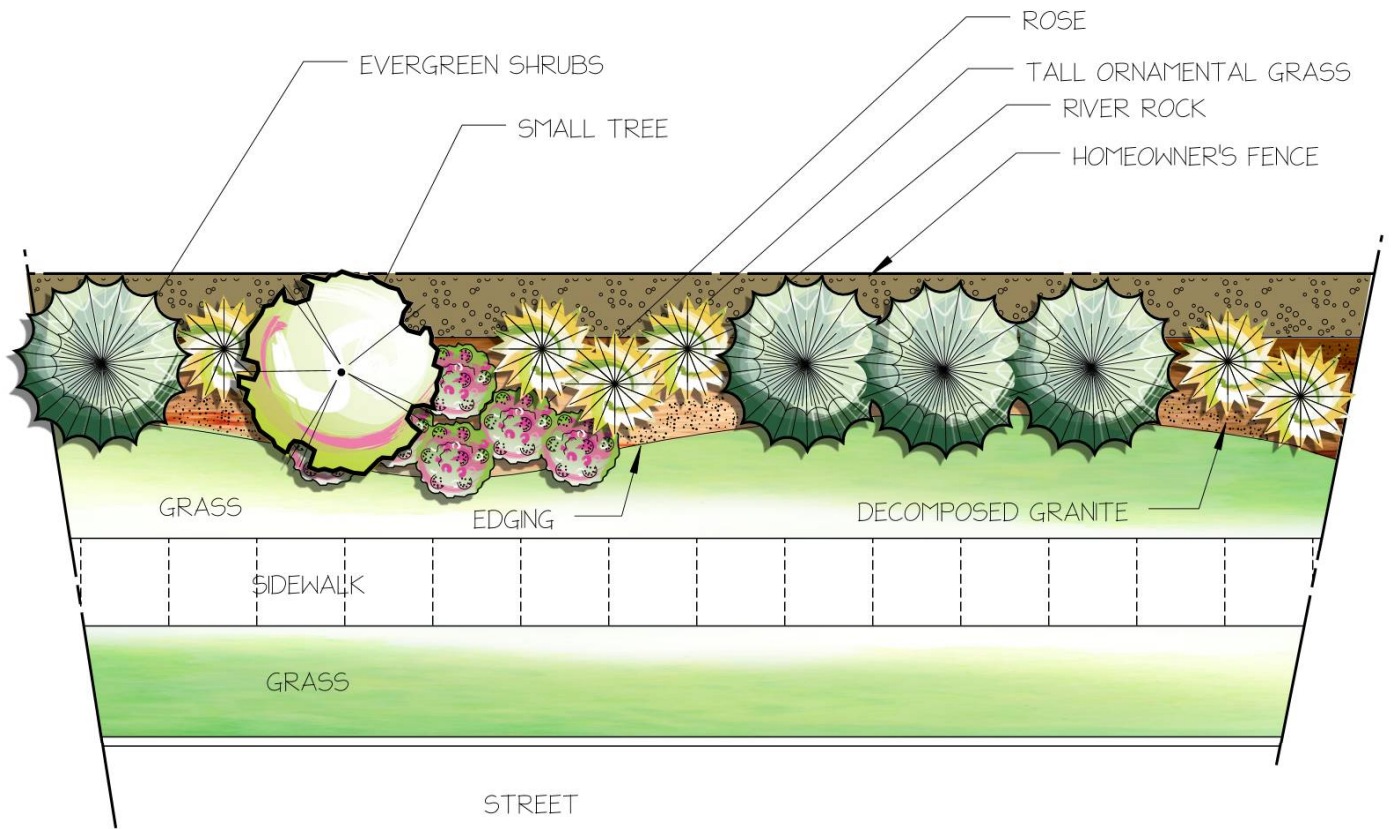 ROSE
EVERGREEN SHRUBS
TALL ORNAMENTAL GRASS
RIVER ROCK
SMALL TREE
HOMEOWNER'S FENCE
GRASS
EDGING
DECOMPOSED GRANITE
SIDEWALK
GRASS
STREET